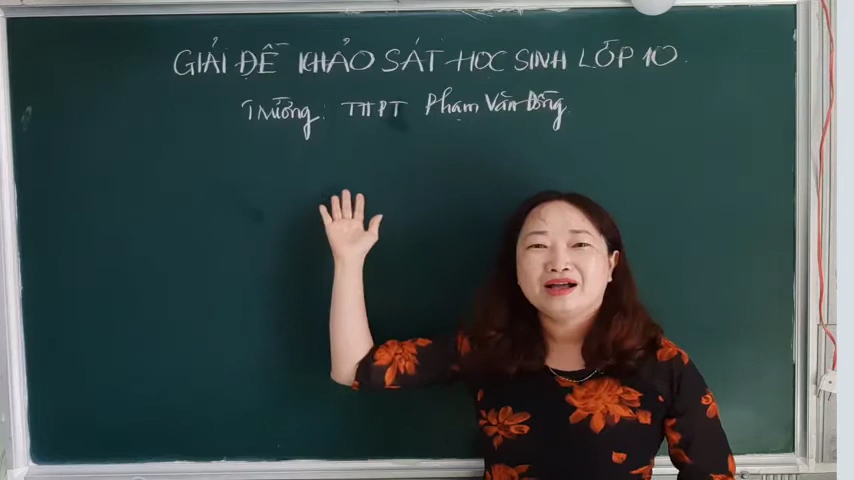 GIẢI ĐỀ KHẢO SÁT HỌC SINH LỚP 10.
Trường: THPT Phạm Văn Đồng